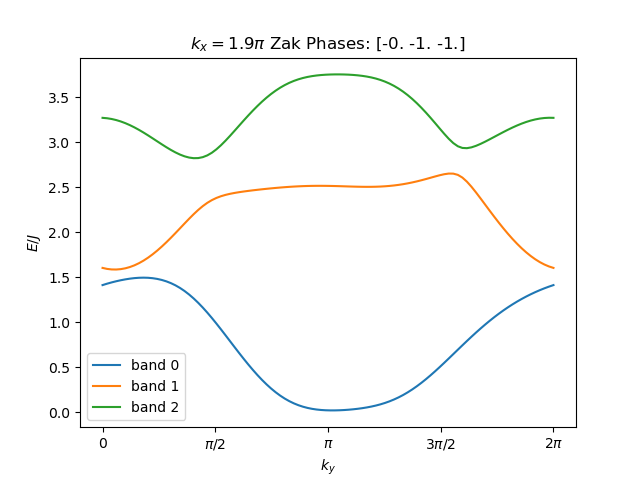 kₓ = 1.9π Zak Phases: [-0. -1. -1.]
E/J
3.5
3.0
2.5
2.0
1.5
1.0
0.5
0.0
band 0
band 1
band 2
0 π/2 π 3π/2 2π
k_y